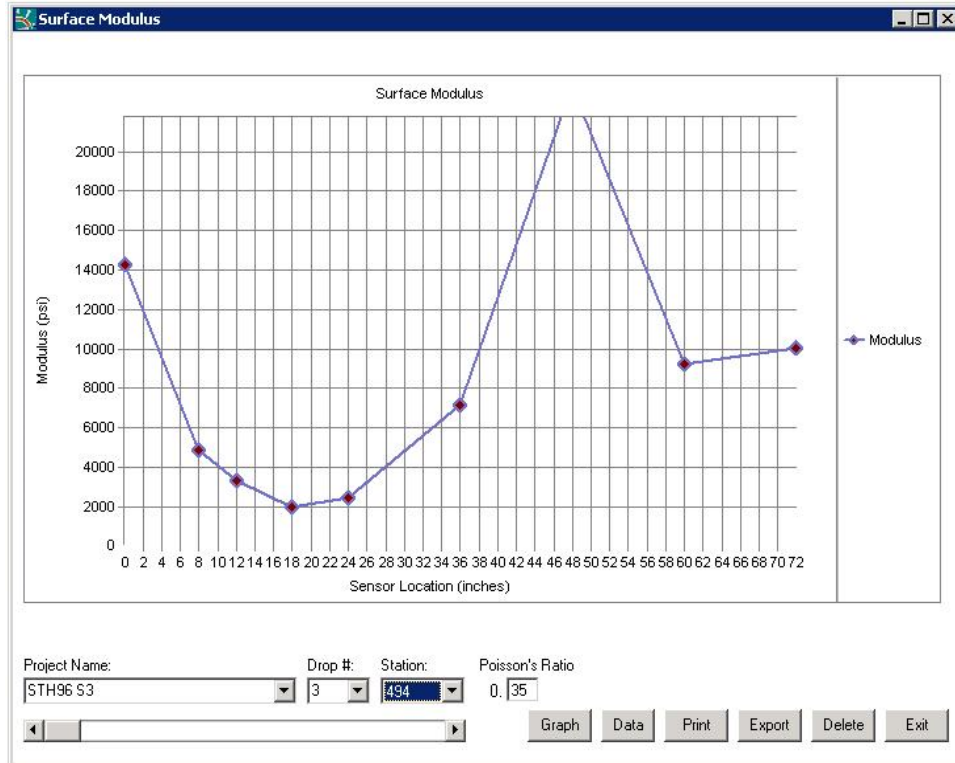 Surface Modulus
Surface Modulus
20000
18000
16000
14000
12000
10000
8000
6000
4000
2000
0
Modulus (psi)
0 2 4 6 8 10 12 14 16 18 20 22 24 26 28 30 32 34 36 38 40 42 44 46 48 50 52 54 56 58 60 62 64 66 68 70 72
Sensor Location (inches)
Modulus
Project Name: Drop #: Station: Poisson's Ratio
STH96 S3 3 494 0. 35
Graph Data Print Export Delete Exit